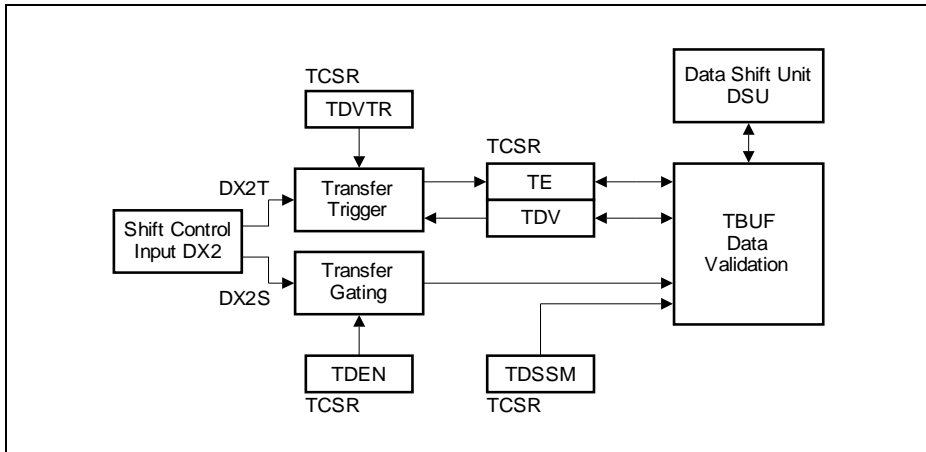 TCSR
TDVTR
Data Shift Unit
DSU
TCSR
DX2T
Transfer
Trigger
TE
TDV
Shift Control
Input DX2
TBUF
Data
Validation
DX2S
Transfer
Gating
TDEN
TCSR
TDSSM
TCSR